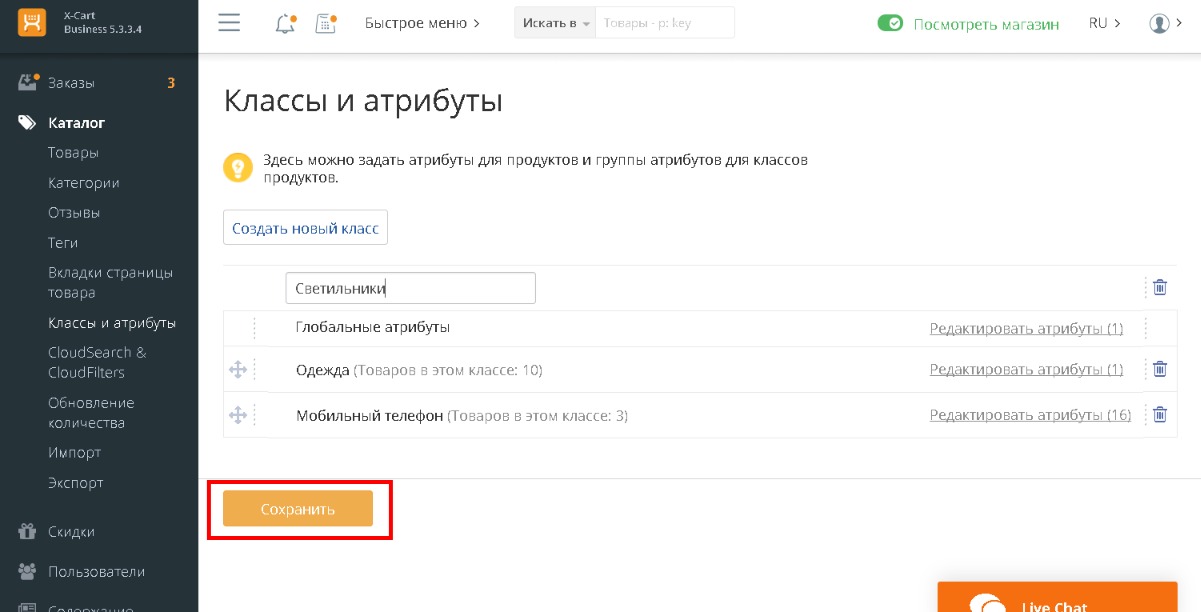 X-Cart
Business 5.3.3.4
Быстрое меню
Искать в
Товары - p: key
Посмотреть магазин
RU
Заказы 3
Каталог
Товары
Категории
Отзывы
Теги
Вкладки страницы
товара
Классы и атрибуты
CloudSearch &
CloudFilters
Обновление
количества
Импорт
Экспорт
Скидки
Пользователи
Содержание
Классы и атрибуты
Здесь можно задать атрибуты для продуктов и группы атрибутов для классов
продуктов.
Создать новый класс
Светильники
Глобальные атрибуты Редактировать атрибуты (1)
Одежда (Товаров в этом классе: 10) Редактировать атрибуты (1)
Мобильный телефон (Товаров в этом классе: 3) Редактировать атрибуты (16)
Сохранить
Live Chat